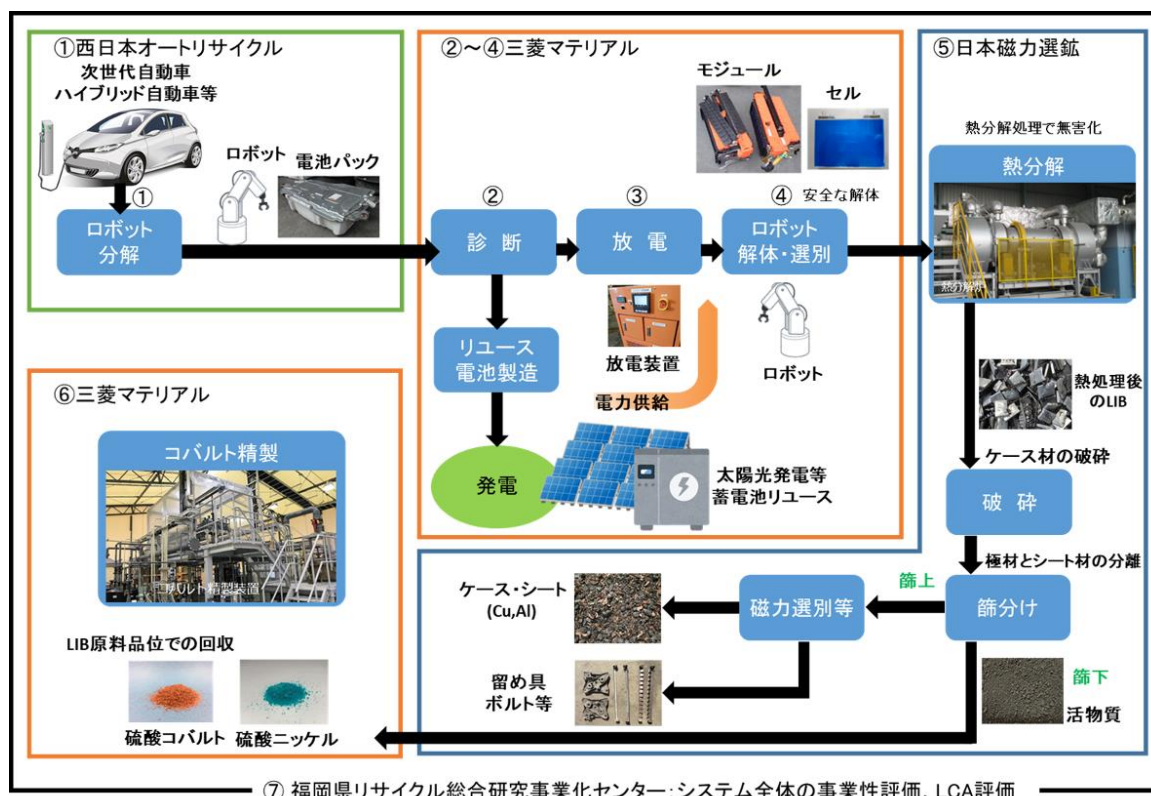 ①西日本オートリサイクル
次世代自動車
ハイブリッド自動車等
①
ロボット
電池パック
ロボット
分解
②～④三菱マテリアル
モジュール
セル
②
③
④
安全な解体
診 断
放 電
ロボット
解体・選別
リユース
電池製造
放電装置
ロボット
電力供給
発電
太陽光発電等
蓄電池リユース
⑤日本磁力選鉱
熱分解処理で無害化
熱分解
熱分解炉
熱処理後
のLIB
ケース材の破砕
破 砕
極材とシート材の分離
篩分け
篩上
篩下
活物質
磁力選別等
ケース・シート
(Cu,Al)
留め具
ボルト等
⑥三菱マテリアル
コバルト精製
コバルト精製装置
LIB原料品位での回収
硫酸コバルト
硫酸ニッケル
⑦ 福岡県リサイクル総合研究事業化センター:システム全体の事業性評価、LCA評価